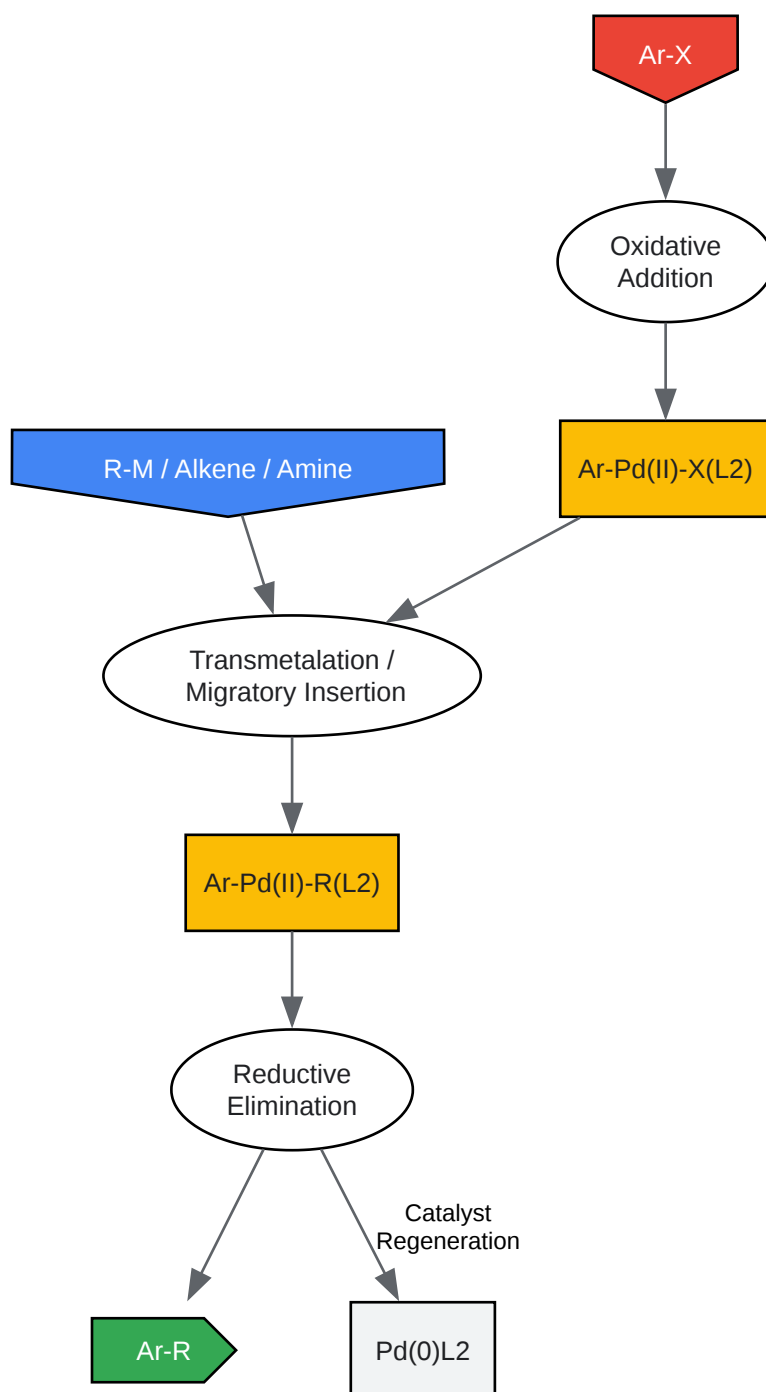 Ar-X
Oxidative
Addition
Ar-Pd(II)-X(L2)
R-M / Alkene / Amine
Transmetalation /
Migratory Insertion
Ar-Pd(II)-R(L2)
Reductive
Elimination
Catalyst
Regeneration
Ar-R
Pd(0)L2